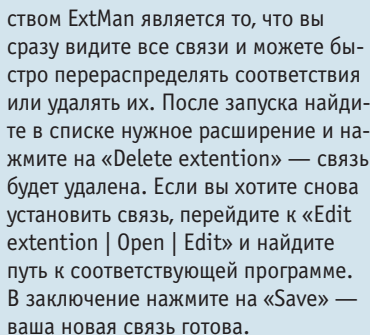 ством ExtMan является то, что вы
сразу видите все связи и можете бы-
стро перераспределять соответствия
или удалять их. После запуска найди-
те в списке нужное расширение и на-
жмите на «Delete extention» — связь
будет удалена. Если вы хотите снова
установить связь, перейдите к «Edit
extention | Open | Edit» и найдите
путь к соответствующей программе.
В заключение нажмите на «Save» —
ваша новая связь готова.